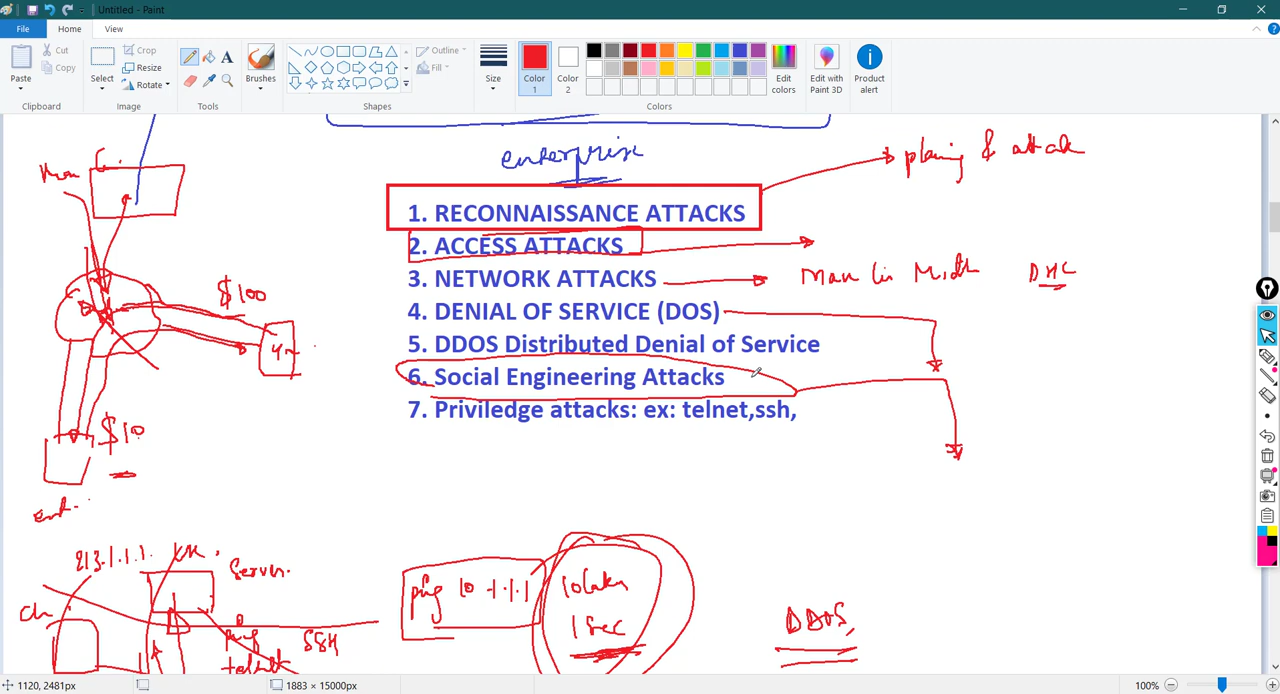 Untitled - Paint
File Home View
Paste
Cut
Copy
Clipboard
Select
Crop
Resize
Rotate
Image
Tools
Brushes
Shapes
Outline
Fill
Size
Color 1
Color 2
Edit colors
Colors
Edit with Paint 3D
Product alert
enterprise
& attack
1. RECONNAISSANCE ATTACKS
2. ACCESS ATTACKS
3. NETWORK ATTACKS
Man in
4. DENIAL OF SERVICE (DOS)
5. DDOS Distributed Denial of Service
6. Social Engineering Attacks
7. Priviledge attacks: ex: telnet,ssh,
$100
$10
213.1.1.1.
Server.
ping 10.1.1.1
1 Sec
DDOS,
SSH
telnet
1120, 2481px
1883 × 15000px
100%